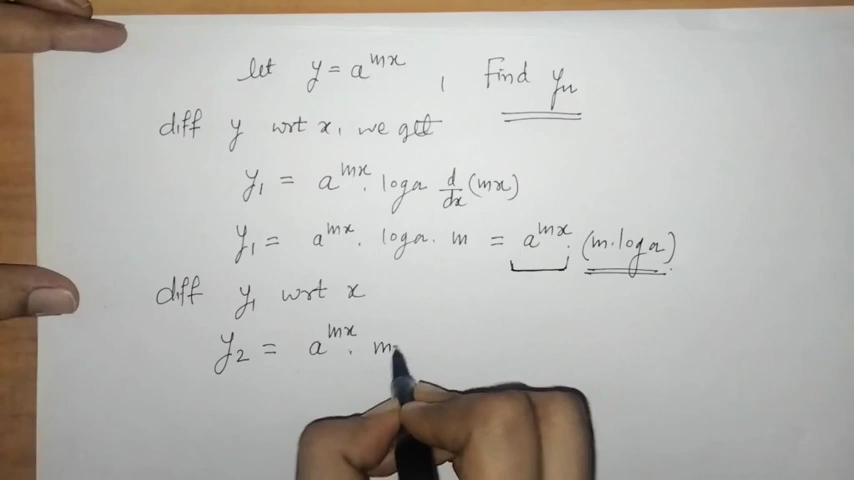 let y = a^{mx}, Find yₙ
diff y wrt x, we get
y₁ = a^{mx}. loga d/dx (mx)
y₁ = a^{mx}. loga. m = a^{mx}. (m.loga)
diff y₁ wrt x
y₂ = a^{mx}. m